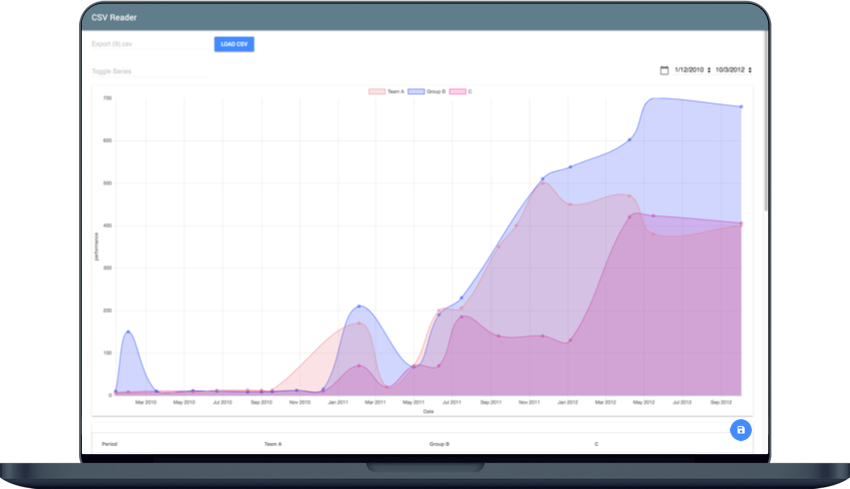 CSV Reader
Export (9).csv
LOAD CSV
Toggle Series
1/12/2010 10/3/2012
Team A Group B C
700
600
500
400
300
200
100
0
performance
Mar 2010 May 2010 Jul 2010 Sep 2010 Nov 2010 Jan 2011 Mar 2011 May 2011 Jul 2011 Sep 2011 Nov 2011 Jan 2012 Mar 2012 May 2012 Jul 2012 Sep 2012
Period Team A Group B C